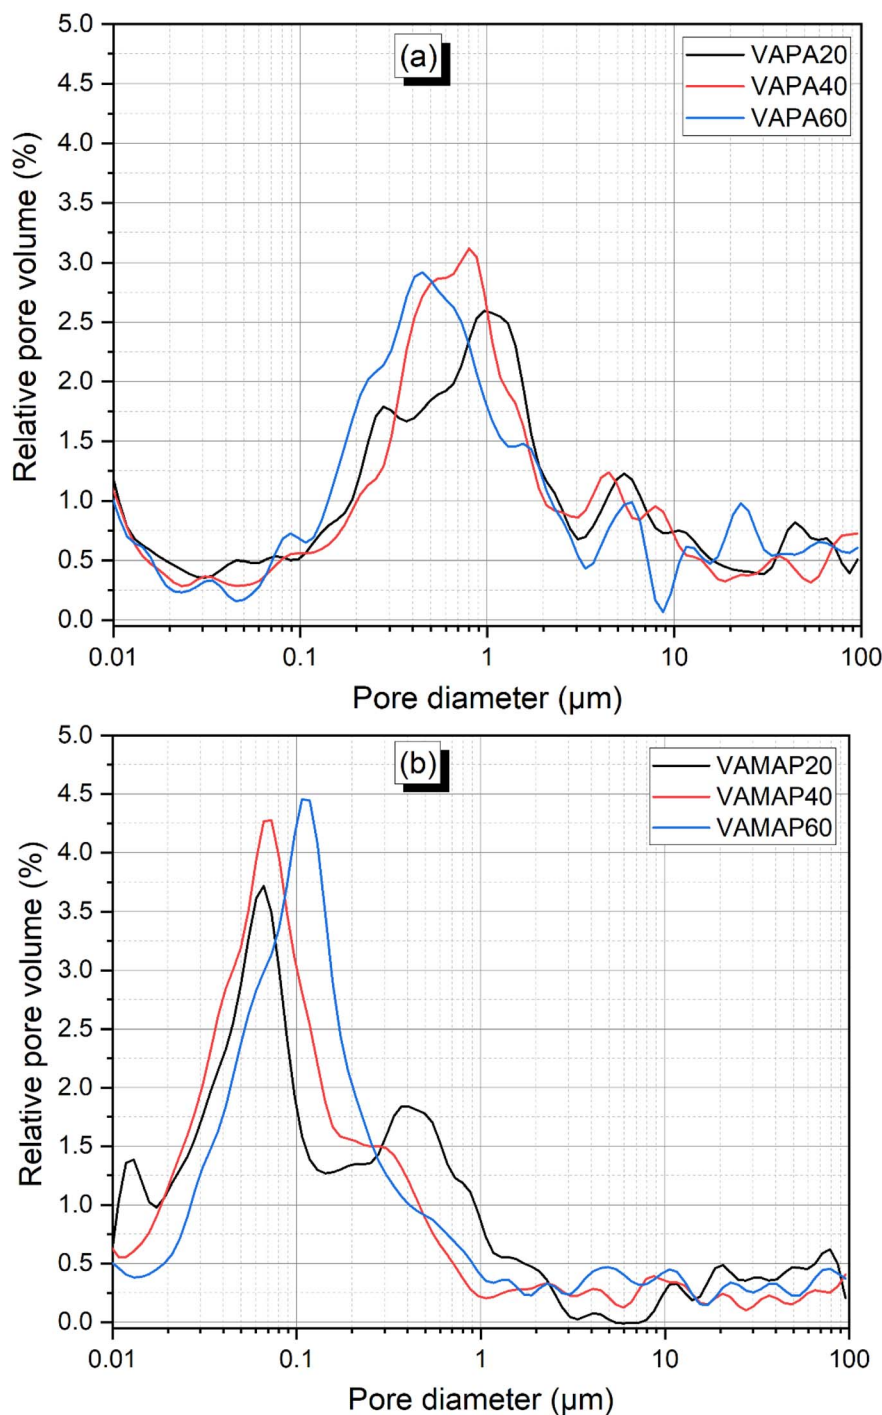 (a)
VAPA20
VAPA40
VAPA60
Relative pore volume (%)
5.0
4.5
4.0
3.5
3.0
2.5
2.0
1.5
1.0
0.5
0.0
0.01 0.1 1 10 100
Pore diameter (µm)
(b)
VAMAP20
VAMAP40
VAMAP60
Relative pore volume (%)
5.0
4.5
4.0
3.5
3.0
2.5
2.0
1.5
1.0
0.5
0.0
0.01 0.1 1 10 100
Pore diameter (µm)